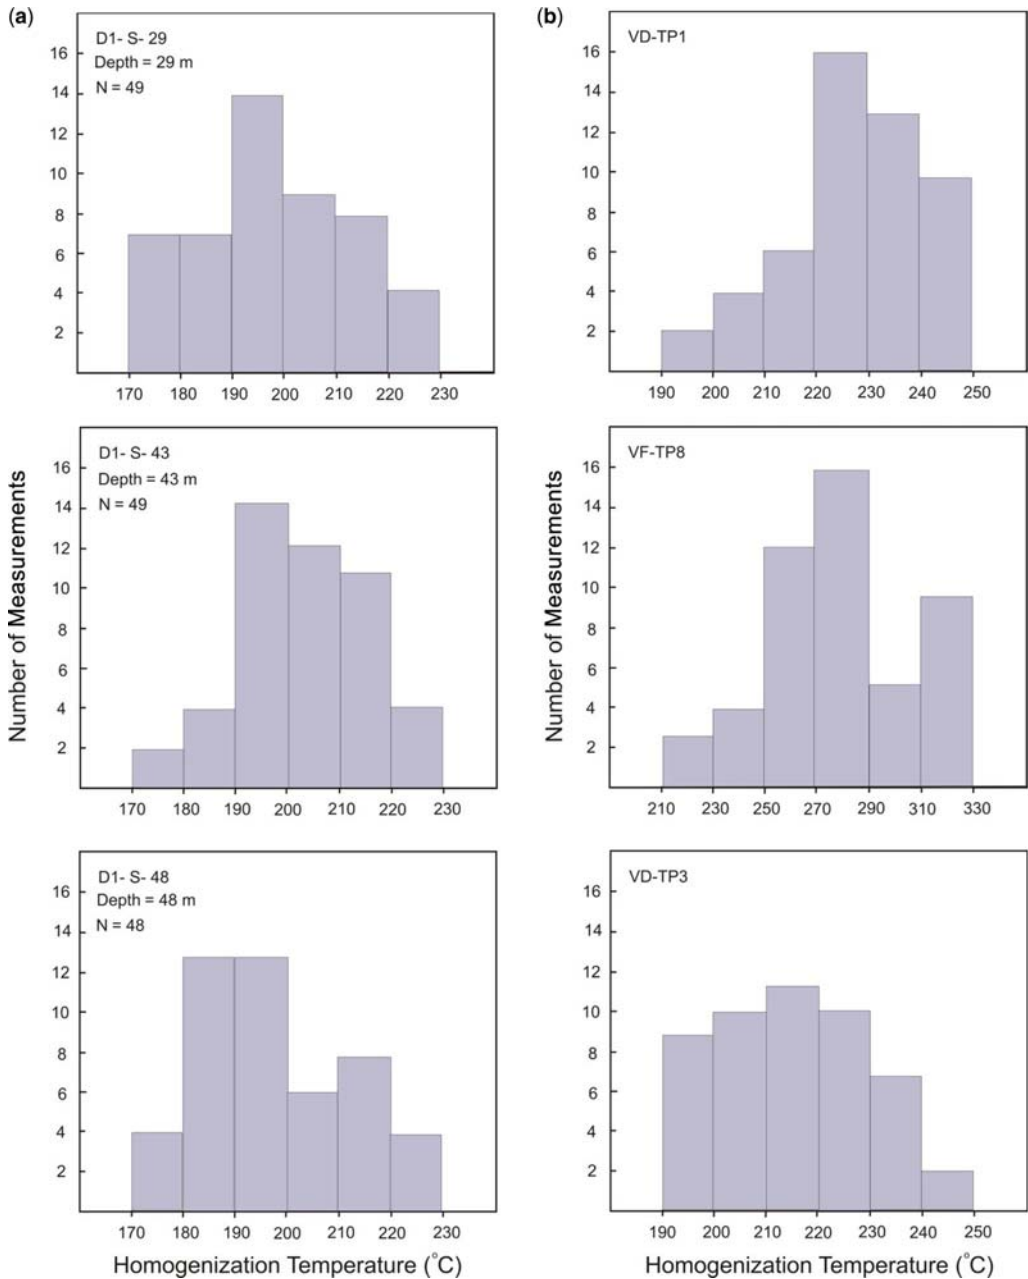 (a)
D1- S- 29
Depth = 29 m
N = 49
16
14
12
10
8
6
4
2
170 180 190 200 210 220 230
D1- S- 43
Depth = 43 m
N = 49
16
14
12
10
8
6
4
2
170 180 190 200 210 220 230
D1- S- 48
Depth = 48 m
N = 48
16
14
12
10
8
6
4
2
170 180 190 200 210 220 230
Number of Measurements
Homogenization Temperature (°C)
(b)
VD-TP1
16
14
12
10
8
6
4
2
190 200 210 220 230 240 250
VF-TP8
16
14
12
10
8
6
4
2
210 230 250 270 290 310 330
VD-TP3
16
14
12
10
8
6
4
2
190 200 210 220 230 240 250
Number of Measurements
Homogenization Temperature (°C)